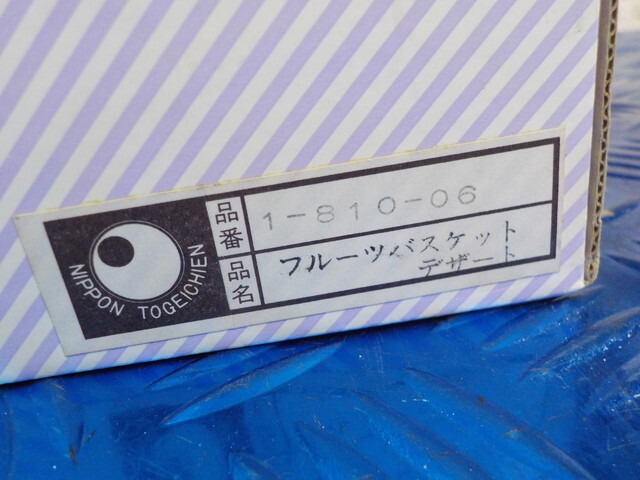 NIPPON TOGEICHIEN
品番 1-810-06
品名 フルーツバスケット
デザート